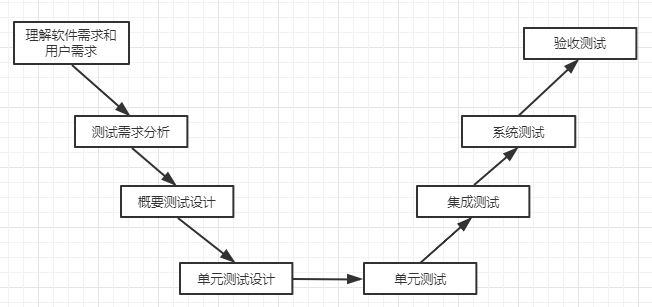 理解软件需求和
用户需求
验收测试
测试需求分析
系统测试
概要测试设计
集成测试
单元测试设计
单元测试